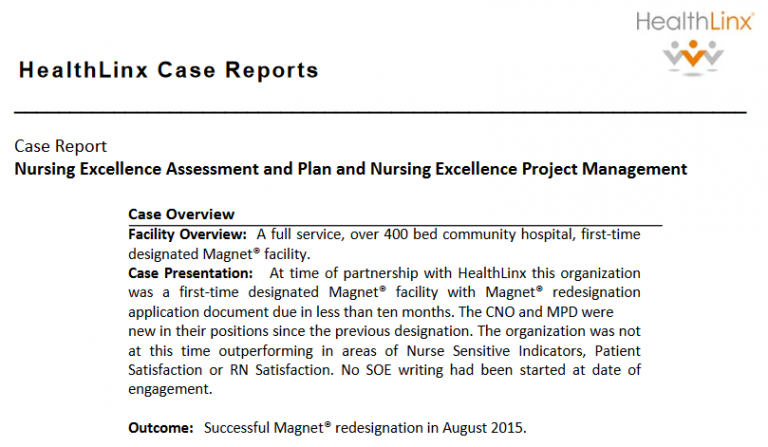 HealthLinx®
HealthLinx Case Reports
Case Report
Nursing Excellence Assessment and Plan and Nursing Excellence Project Management
Case Overview
Facility Overview: A full service, over 400 bed community hospital, first-time
designated Magnet® facility.
Case Presentation: At time of partnership with HealthLinx this organization
was a first-time designated Magnet® facility with Magnet® redesignation
application document due in less than ten months. The CNO and MPD were
new in their positions since the previous designation. The organization was not
at this time outperforming in areas of Nurse Sensitive Indicators, Patient
Satisfaction or RN Satisfaction. No SOE writing had been started at date of
engagement.
Outcome: Successful Magnet® redesignation in August 2015.